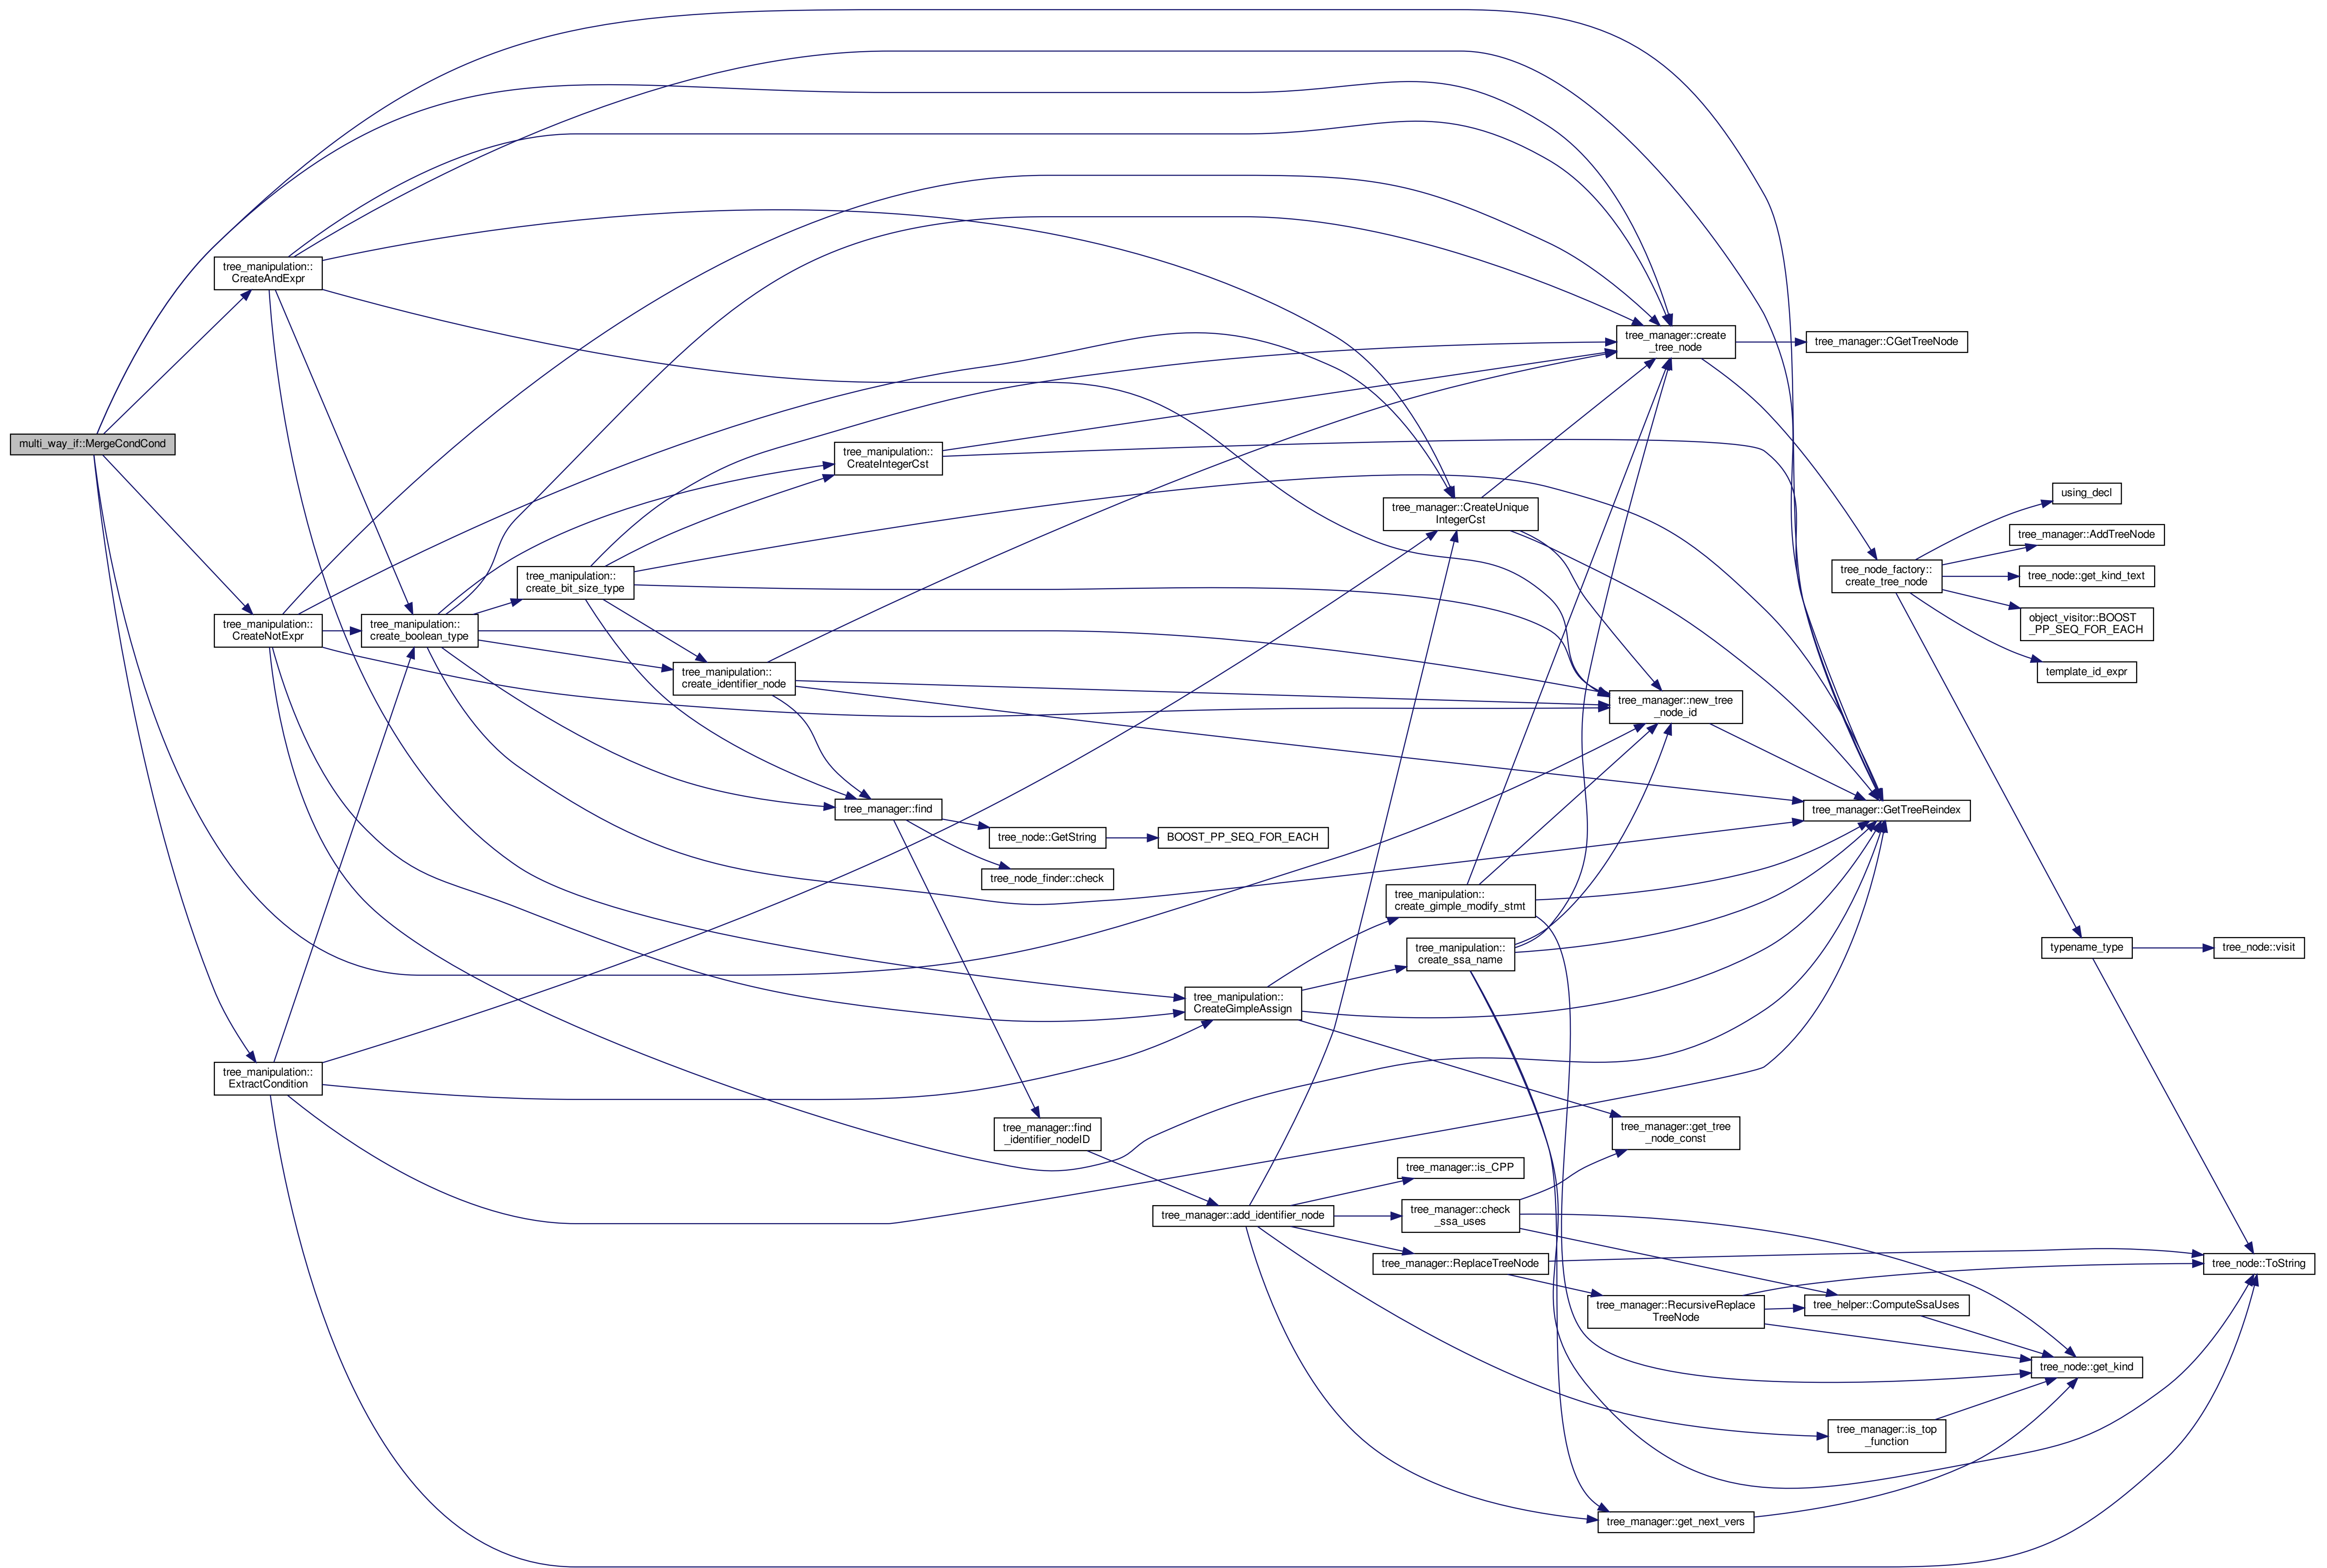 multi_way_if::MergeCondCond
tree_manipulation::
CreateAndExpr
tree_manipulation::
CreateNotExpr
tree_manipulation::
ExtractCondition
tree_manipulation::
create_boolean_type
tree_manipulation::
create_bit_size_type
tree_manipulation::
create_identifier_node
tree_manipulation::
CreateIntegerCst
tree_manager::find
tree_node::GetString
tree_node_finder::check
tree_manager::find
_identifier_nodeID
BOOST_PP_SEQ_FOR_EACH
tree_manipulation::
CreateGimpleAssign
tree_manager::add_identifier_node
tree_manager::CreateUnique
IntegerCst
tree_manipulation::
create_gimple_modify_stmt
tree_manipulation::
create_ssa_name
tree_manager::is_CPP
tree_manager::check
_ssa_uses
tree_manager::ReplaceTreeNode
tree_manager::create
_tree_node
tree_manager::new_tree
_node_id
tree_manager::get_tree
_node_const
tree_manager::RecursiveReplace
TreeNode
tree_manager::get_next_vers
tree_manager::CGetTreeNode
tree_node_factory::
create_tree_node
tree_manager::GetTreeReindex
tree_helper::ComputeSsaUses
tree_manager::is_top
_function
using_decl
tree_manager::AddTreeNode
tree_node::get_kind_text
object_visitor::BOOST
_PP_SEQ_FOR_EACH
template_id_expr
typename_type
tree_node::get_kind
tree_node::visit
tree_node::ToString